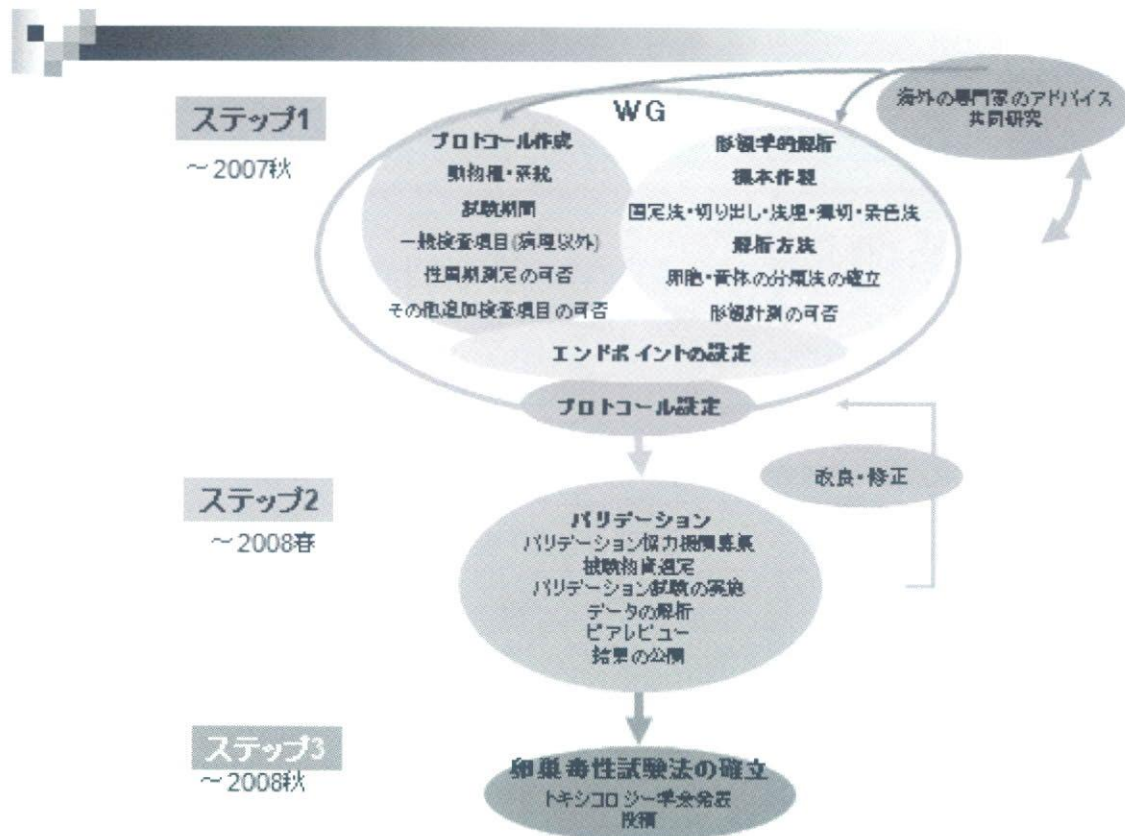 ステップ1
~2007秋
WG
海外の専門家のアドバイス
共同研究
プロトコール作成
動物種・系統
試験期間
一般検査項目(病理以外)
性周期測定の可否
その他追加検査項目の可否
形態学的解析
標本作製
固定法・切り出し・浸埋・薄切・染色法
解析方法
卵胞・黄体の分類法の確立
形態計測の可否
エンドポイントの設定
プロトコール設定
改良・修正
ステップ2
~2008春
バリデーション
バリデーション協力機関募集
被験物質選定
バリデーション試験の実施
データの解析
ピアレビュー
結果の公開
ステップ3
~2008秋
卵巣毒性試験法の確立
トキシコロジー学会発表
投稿